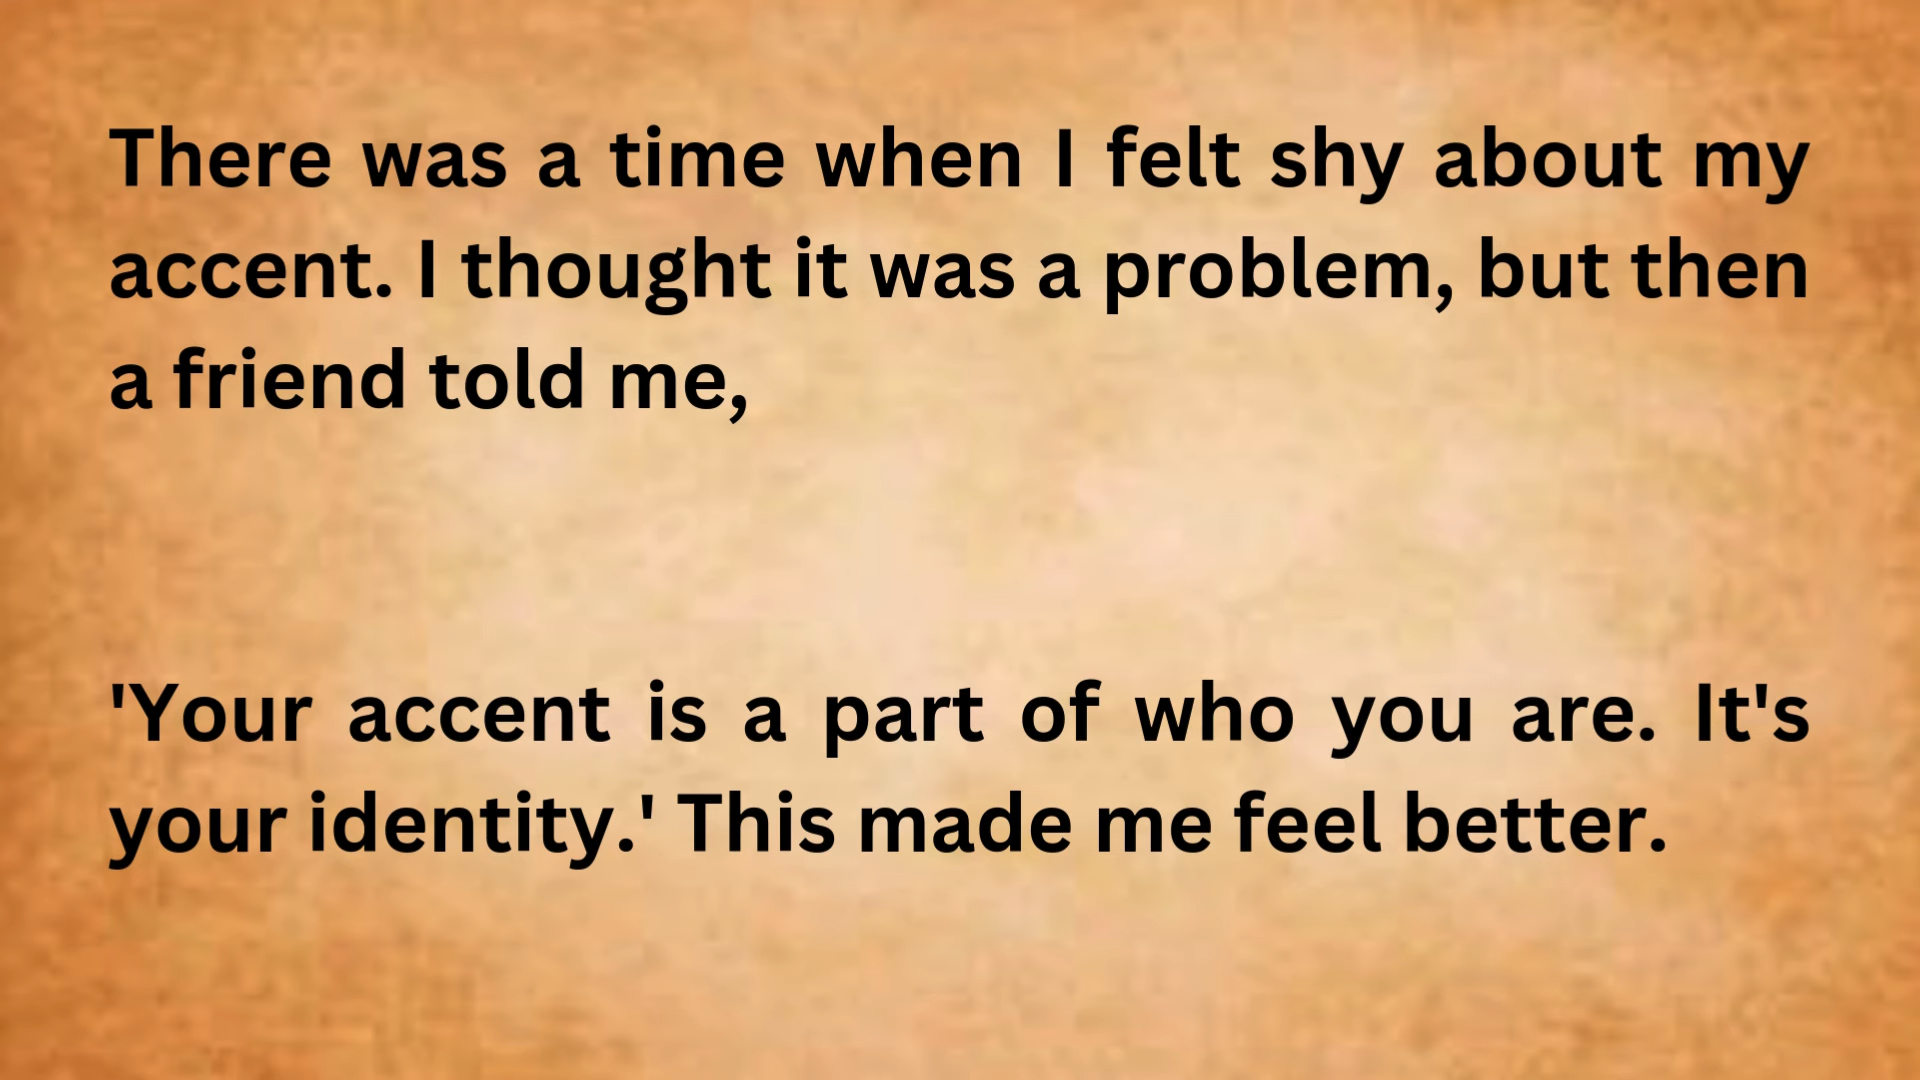 There was a time when I felt shy about my
accent. I thought it was a problem, but then
a friend told me,
'Your accent is a part of who you are. It's
your identity.' This made me feel better.